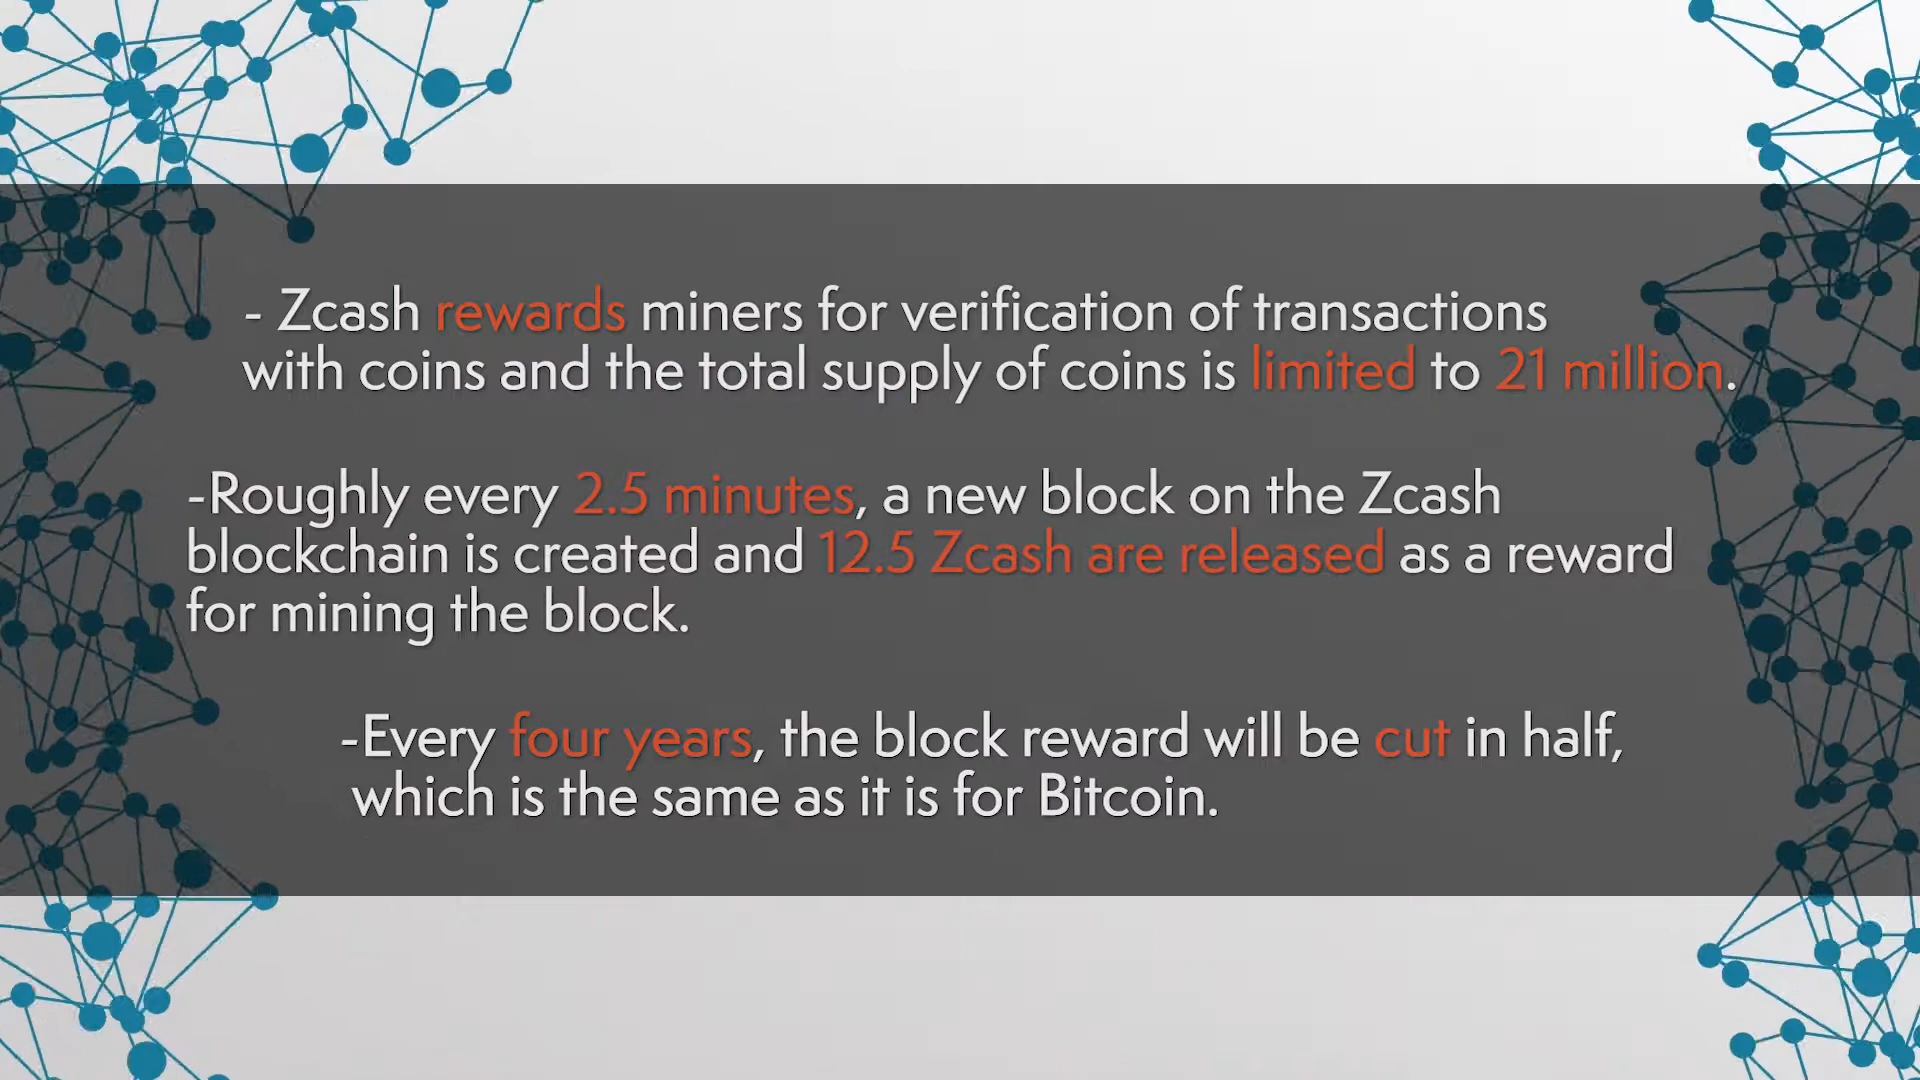 - Zcash rewards miners for verification of transactions
with coins and the total supply of coins is limited to 21 million.
-Roughly every 2.5 minutes, a new block on the Zcash
blockchain is created and 12.5 Zcash are released as a reward
for mining the block.
-Every four years, the block reward will be cut in half,
which is the same as it is for Bitcoin.